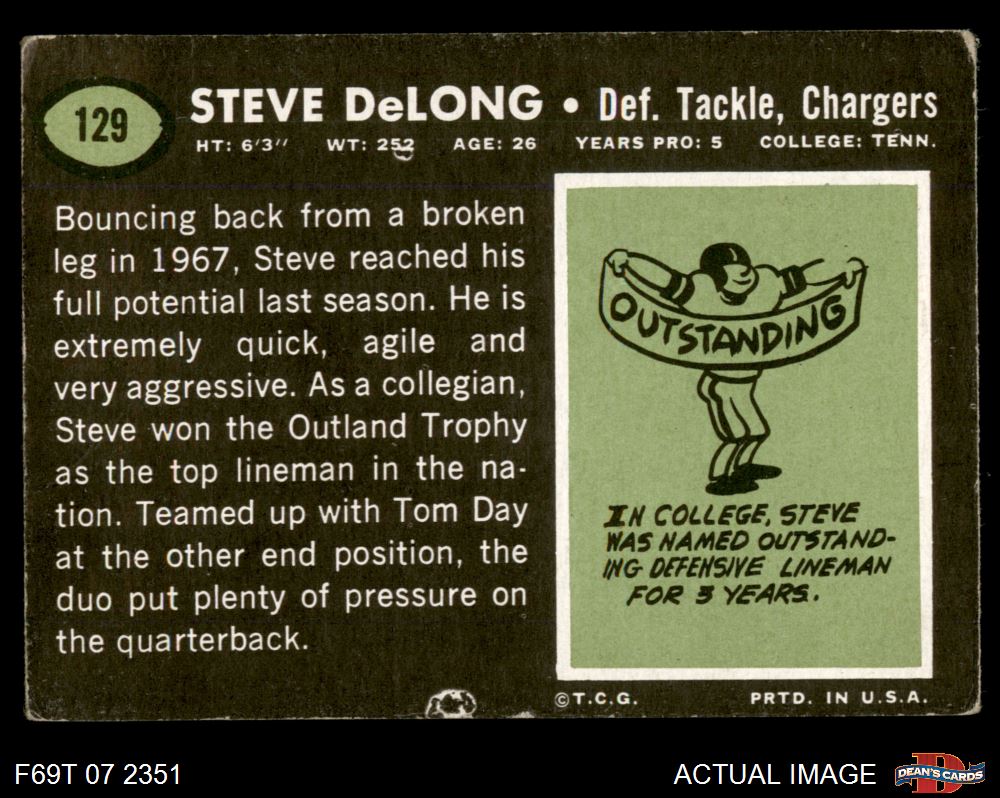 129
STEVE DeLONG • Def. Tackle, Chargers
HT: 6'3" WT: 252 AGE: 26 YEARS PRO: 5 COLLEGE: TENN.
Bouncing back from a broken
leg in 1967, Steve reached his
full potential last season. He is
extremely quick, agile and
very aggressive. As a collegian,
Steve won the Outland Trophy
as the top lineman in the na-
tion. Teamed up with Tom Day
at the other end position, the
duo put plenty of pressure on
the quarterback.
OUTSTANDING
IN COLLEGE, STEVE
WAS NAMED OUTSTAND-
ING DEFENSIVE LINEMAN
FOR 3 YEARS.
©T.C.G. PRTD. IN U.S.A.
F69T 07 2351
ACTUAL IMAGE
D
DEAN'S CARDS